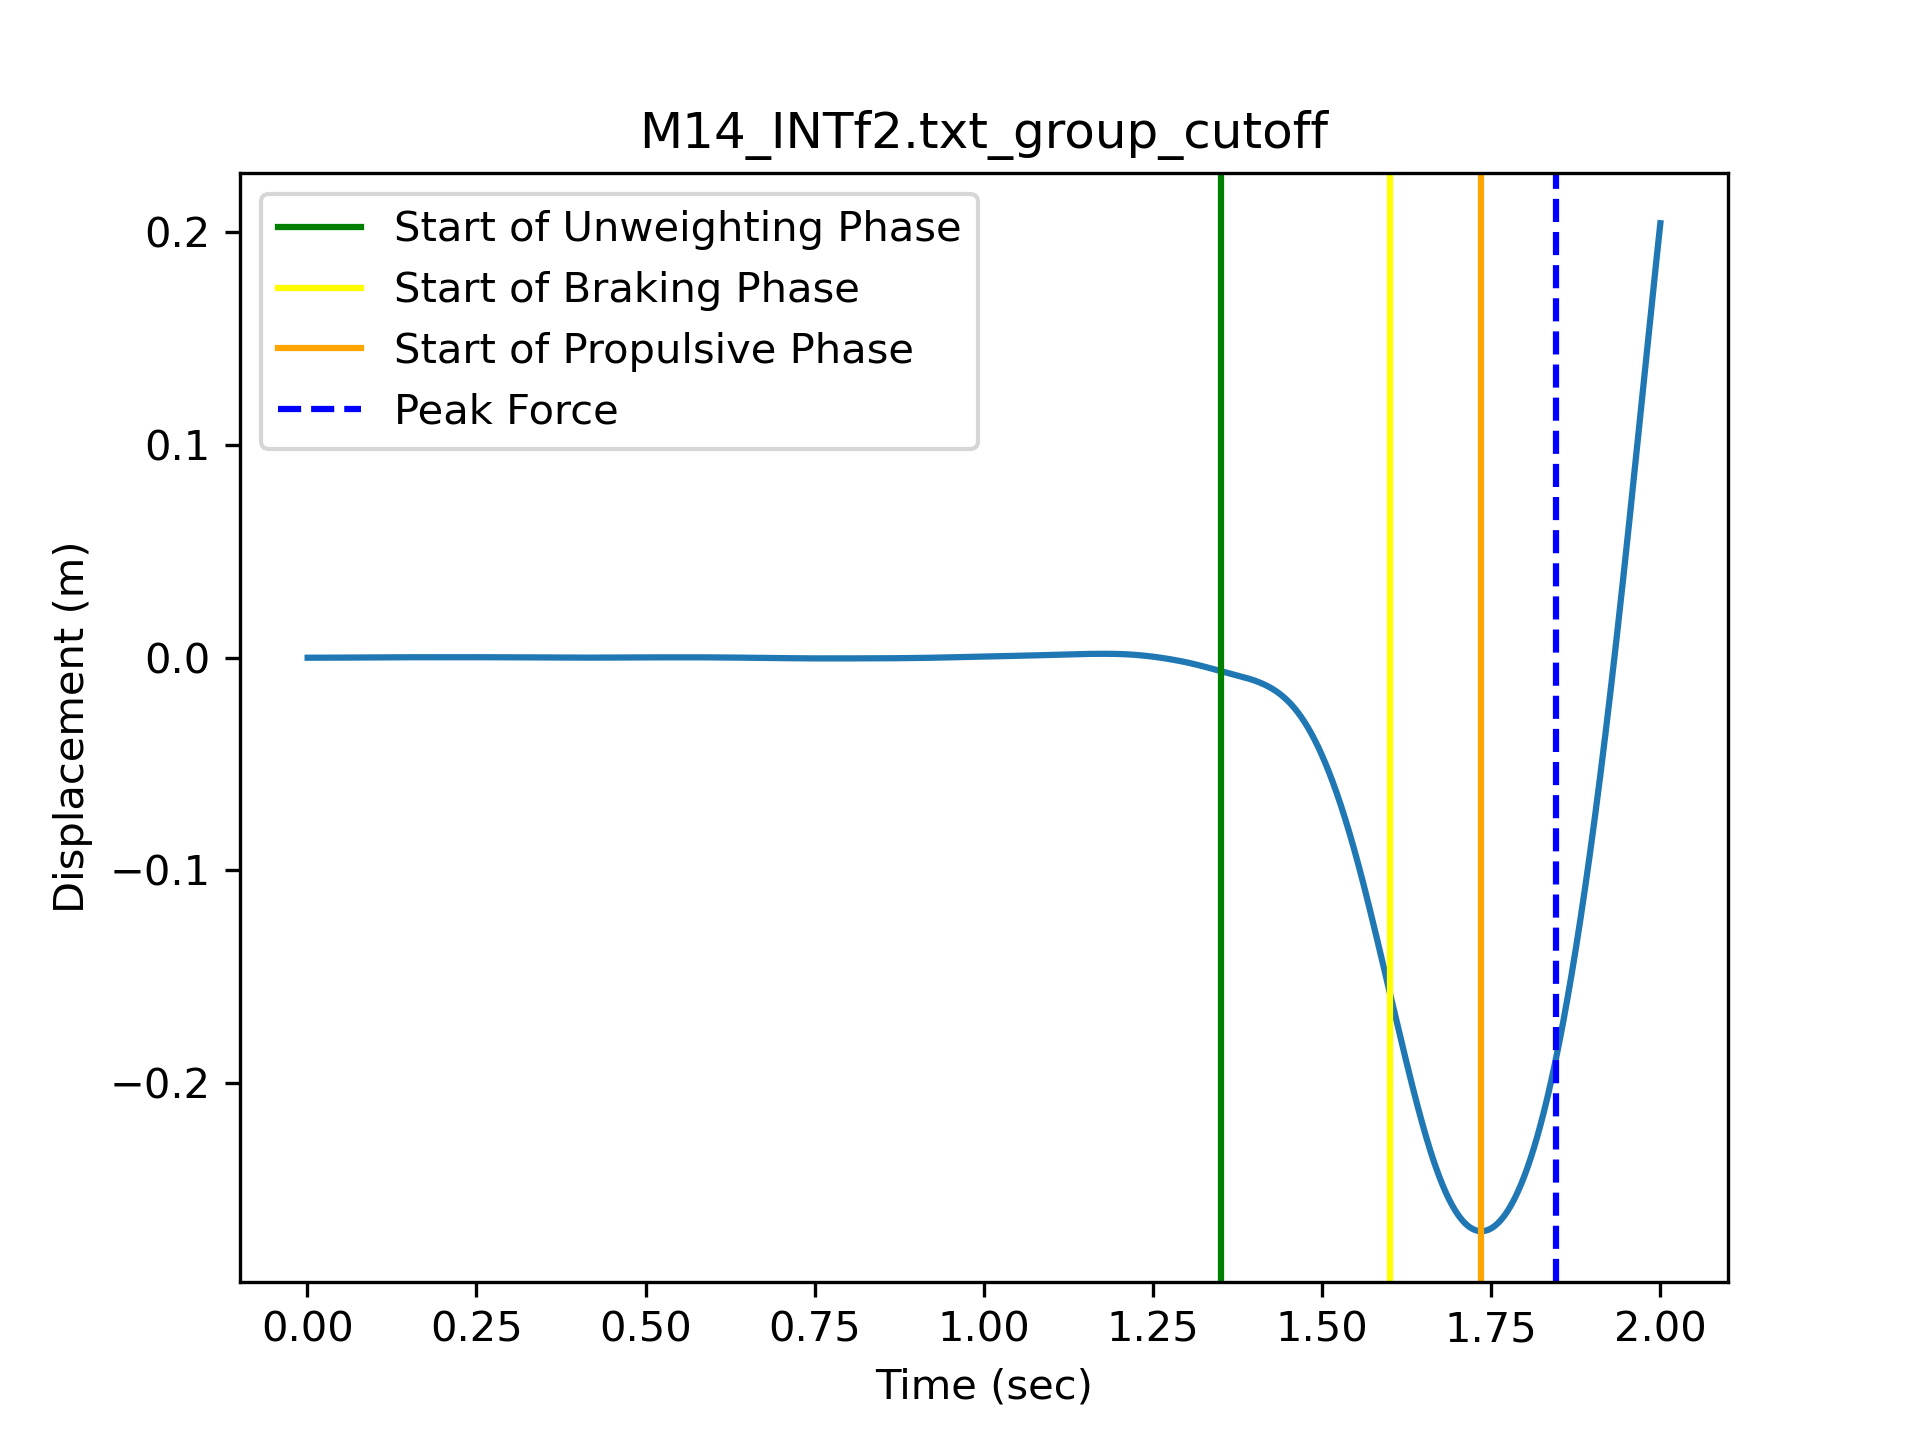 M14_INTf2.txt_group_cutoff
Start of Unweighting Phase
Start of Braking Phase
Start of Propulsive Phase
Peak Force
0.2
0.1
0.0
−0.1
−0.2
Displacement (m)
0.00 0.25 0.50 0.75 1.00 1.25 1.50 1.75 2.00
Time (sec)